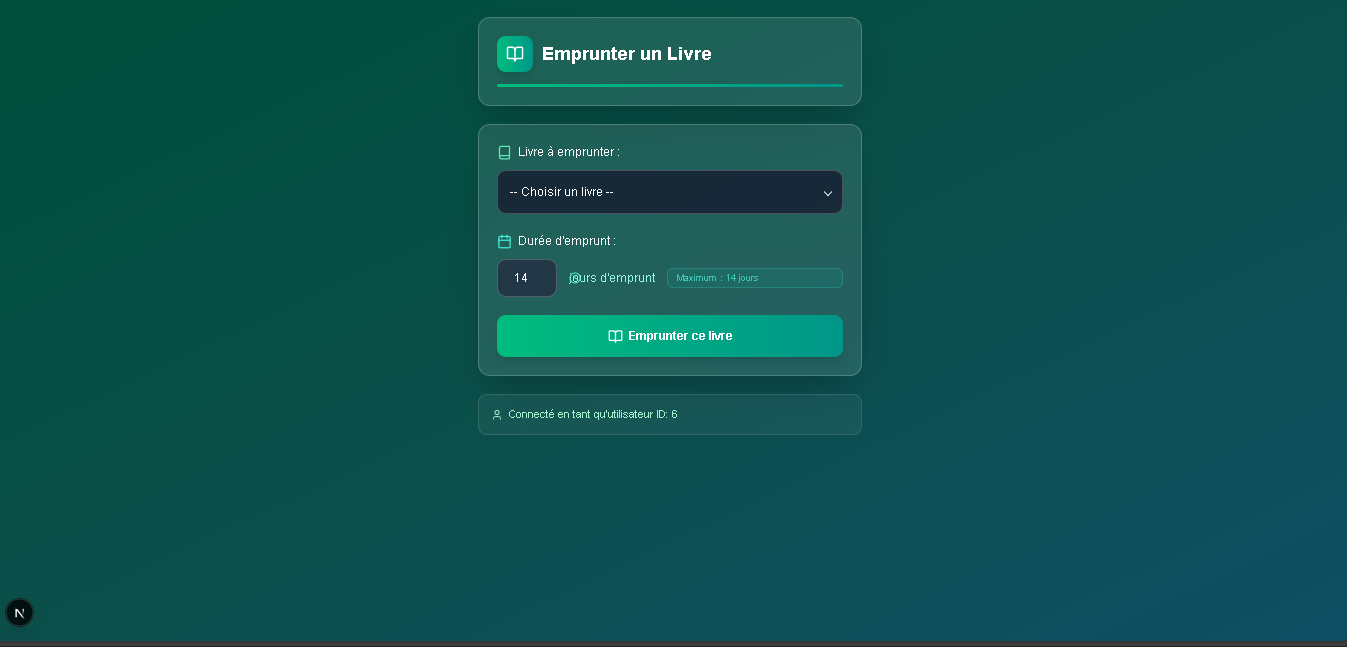 Emprunter un Livre
Livre à emprunter :
-- Choisir un livre --
Durée d'emprunt :
14 jours d'emprunt Maximum : 14 jours
Emprunter ce livre
Connecté en tant qu'utilisateur ID: 6
N